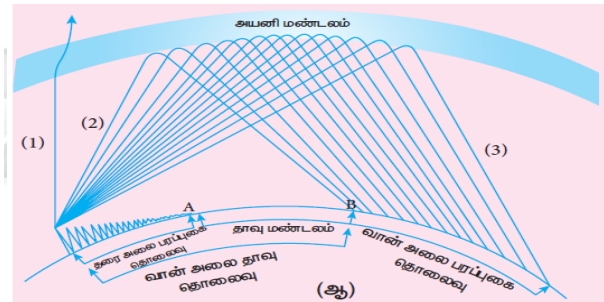 அயனி மண்டலம்
(2)
(1)
(3)
A
B
தரை அலை பரப்புகை
தொலைவு
தாவு மண்டலம்
வான் அலை பரப்புகை
தொலைவு
வான் அலை தாவு
தொலைவு
(ஆ)